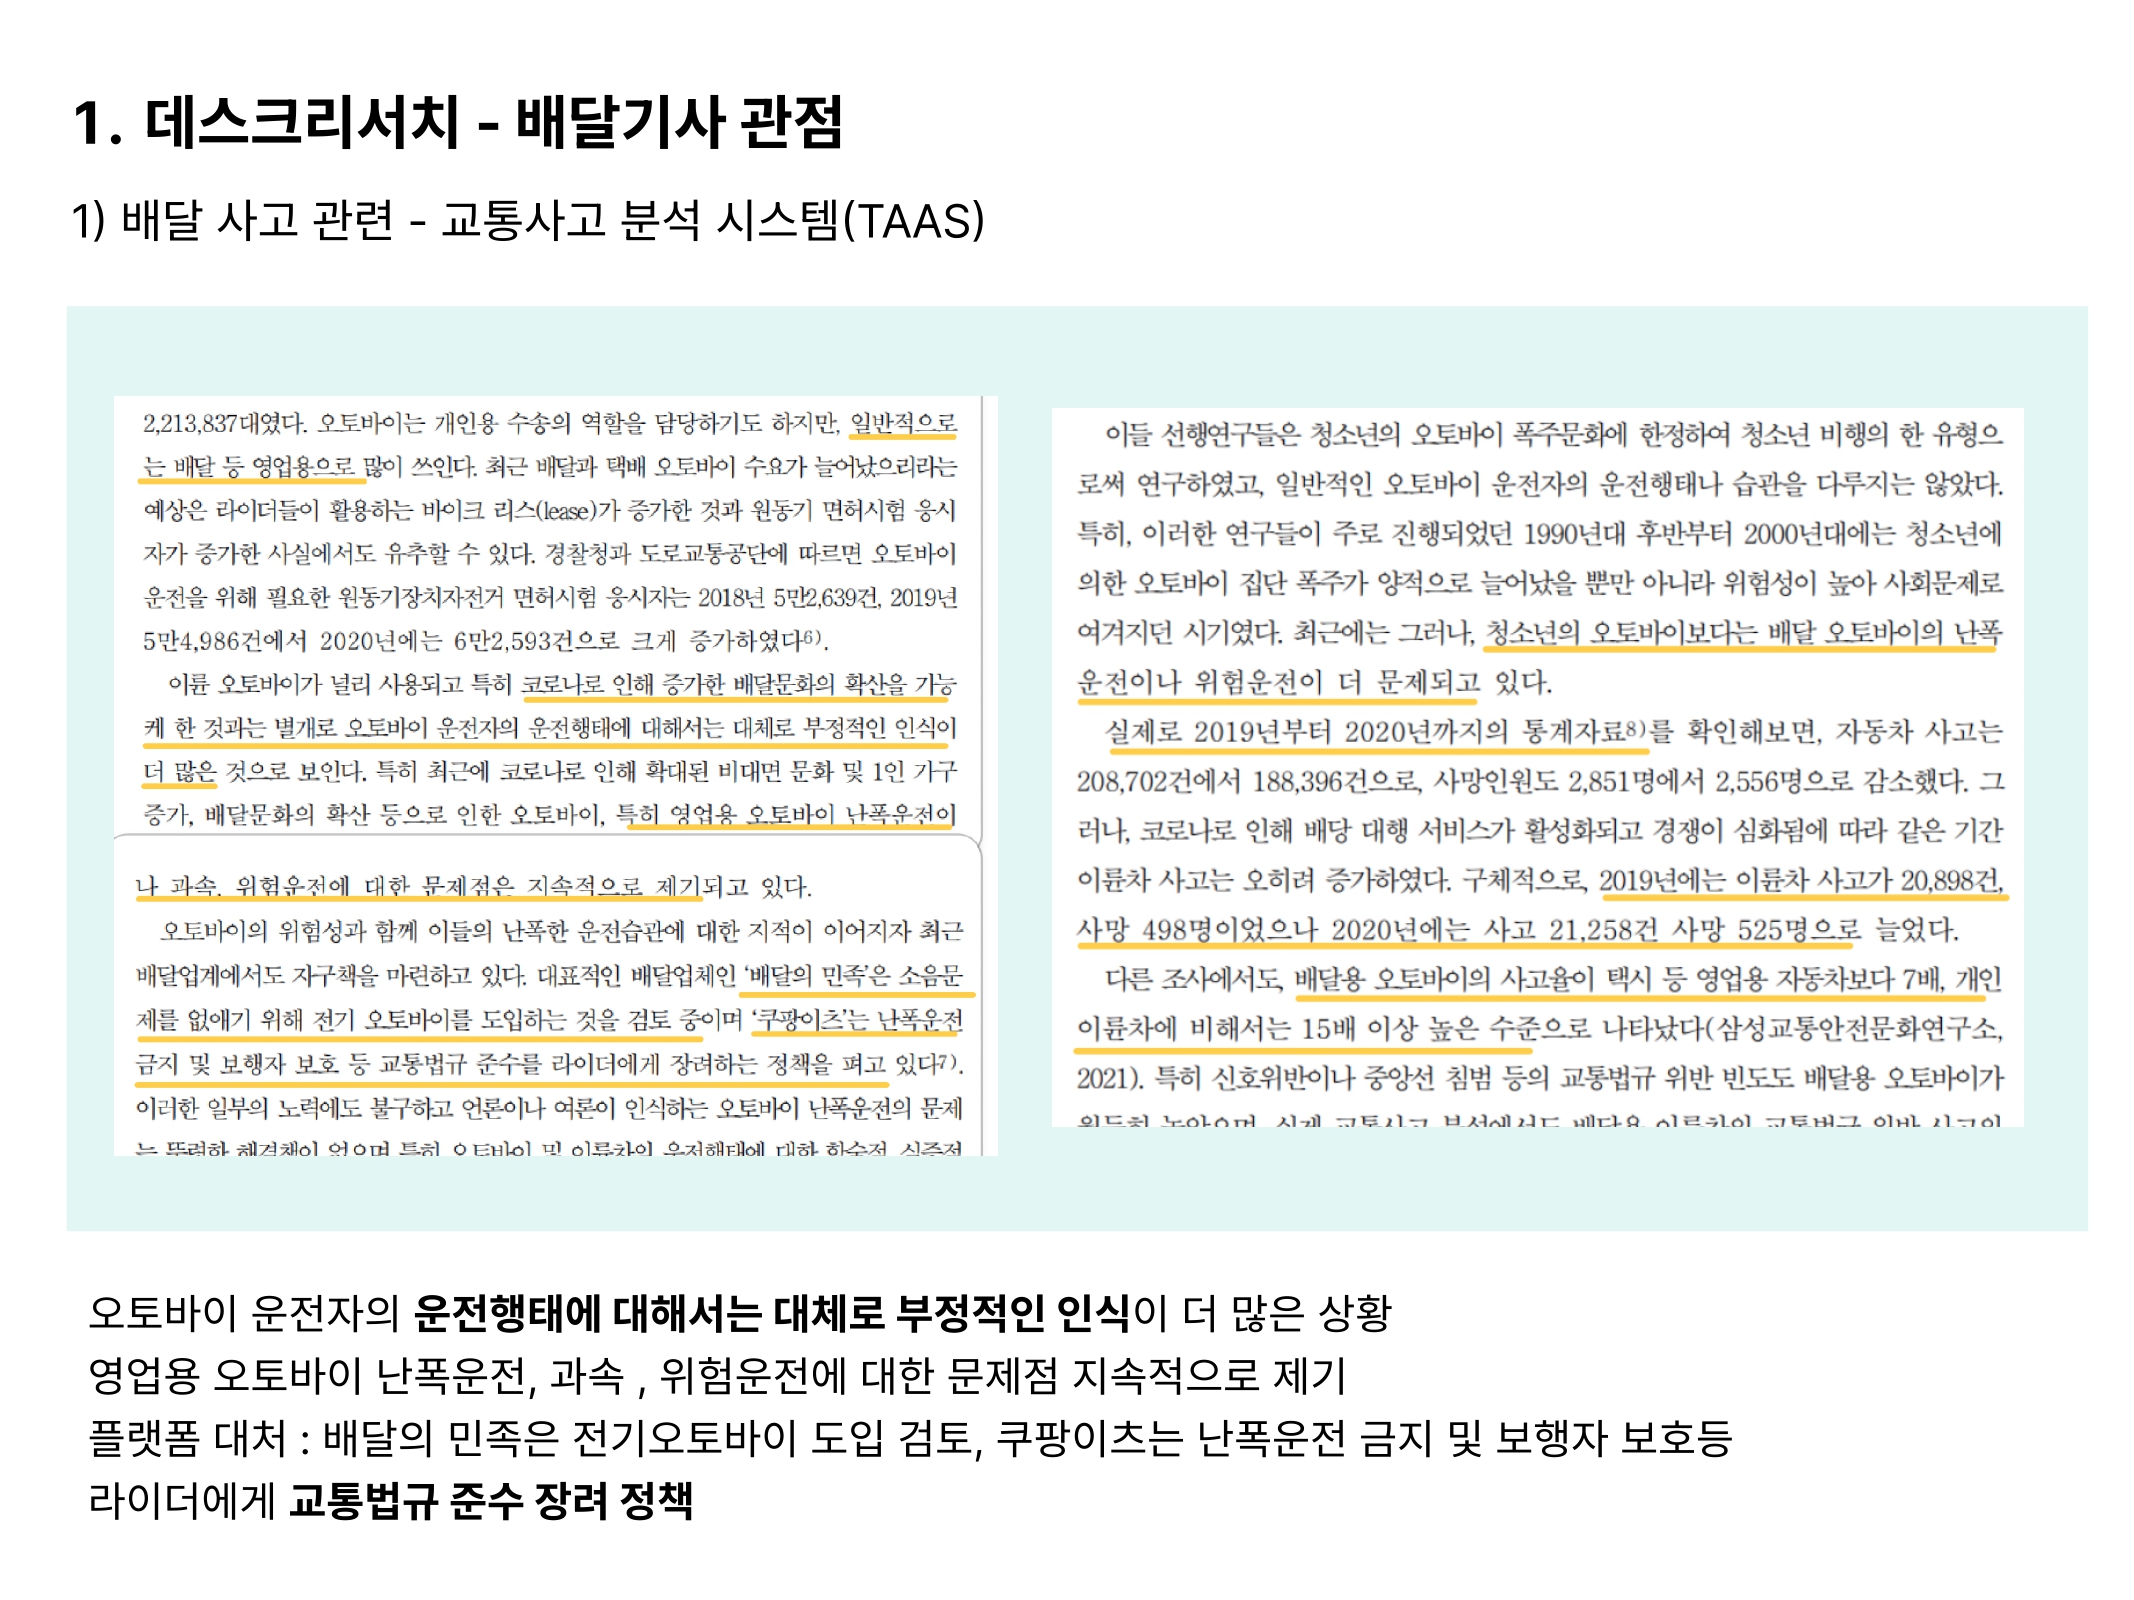 1. 데스크리서치 - 배달기사 관점
1) 배달 사고 관련 - 교통사고 분석 시스템(TAAS)
2,213,837대였다. 오토바이는 개인용 수송의 역할을 담당하기도 하지만, 일반적으로
는 배달 등 영업용으로 많이 쓰인다. 최근 배달과 택배 오토바이 수요가 늘어났으리라는
예상은 라이더들이 활용하는 바이크 리스(lease)가 증가한 것과 원동기 면허시험 응시
자가 증가한 사실에서도 유추할 수 있다. 경찰청과 도로교통공단에 따르면 오토바이
운전을 위해 필요한 원동기장치자전거 면허시험 응시자는 2018년 5만2,639건, 2019년
5만4,986건에서 2020년에는 6만2,593건으로 크게 증가하였다6).
이륜 오토바이가 널리 사용되고 특히 코로나로 인해 증가한 배달문화의 확산을 가능
케 한 것과는 별개로 오토바이 운전자의 운전행태에 대해서는 대체로 부정적인 인식이
더 많은 것으로 보인다. 특히 최근에 코로나로 인해 확대된 비대면 문화 및 1인 가구
증가, 배달문화의 확산 등으로 인한 오토바이, 특히 영업용 오토바이 난폭운전이
나 과속, 위험운전에 대한 문제점은 지속적으로 제기되고 있다.
오토바이의 위험성과 함께 이들의 난폭한 운전습관에 대한 지적이 이어지자 최근
배달업계에서도 자구책을 마련하고 있다. 대표적인 배달업체인 ‘배달의 민족’은 소음문
제를 없애기 위해 전기 오토바이를 도입하는 것을 검토 중이며 ‘쿠팡이츠’는 난폭운전
금지 및 보행자 보호 등 교통법규 준수를 라이더에게 장려하는 정책을 펴고 있다7).
이러한 일부의 노력에도 불구하고 언론이나 여론이 인식하는 오토바이 난폭운전의 문제
는 뚜렷한 해결책이 없으며 특히 오토바이 및 이륜차의 운전행태에 대한 학술적, 실증적
이들 선행연구들은 청소년의 오토바이 폭주문화에 한정하여 청소년 비행의 한 유형으
로써 연구하였고, 일반적인 오토바이 운전자의 운전행태나 습관을 다루지는 않았다.
특히, 이러한 연구들이 주로 진행되었던 1990년대 후반부터 2000년대에는 청소년에
의한 오토바이 집단 폭주가 양적으로 늘어났을 뿐만 아니라 위험성이 높아 사회문제로
여겨지던 시기였다. 최근에는 그러나, 청소년의 오토바이보다는 배달 오토바이의 난폭
운전이나 위험운전이 더 문제되고 있다.
실제로 2019년부터 2020년까지의 통계자료8)를 확인해보면, 자동차 사고는
208,702건에서 188,396건으로, 사망인원도 2,851명에서 2,556명으로 감소했다. 그
러나, 코로나로 인해 배당 대행 서비스가 활성화되고 경쟁이 심화됨에 따라 같은 기간
이륜차 사고는 오히려 증가하였다. 구체적으로, 2019년에는 이륜차 사고가 20,898건,
사망 498명이었으나 2020년에는 사고 21,258건 사망 525명으로 늘었다.
다른 조사에서도, 배달용 오토바이의 사고율이 택시 등 영업용 자동차보다 7배, 개인
이륜차에 비해서는 15배 이상 높은 수준으로 나타났다(삼성교통안전문화연구소,
2021). 특히 신호위반이나 중앙선 침범 등의 교통법규 위반 빈도도 배달용 오토바이가
월등히 높았으며, 실제 교통사고 분석에서도 배달용 이륜차의 교통법규 위반 사고의
오토바이 운전자의 운전행태에 대해서는 대체로 부정적인 인식이 더 많은 상황
영업용 오토바이 난폭운전, 과속 , 위험운전에 대한 문제점 지속적으로 제기
플랫폼 대처 : 배달의 민족은 전기오토바이 도입 검토, 쿠팡이츠는 난폭운전 금지 및 보행자 보호등
라이더에게 교통법규 준수 장려 정책